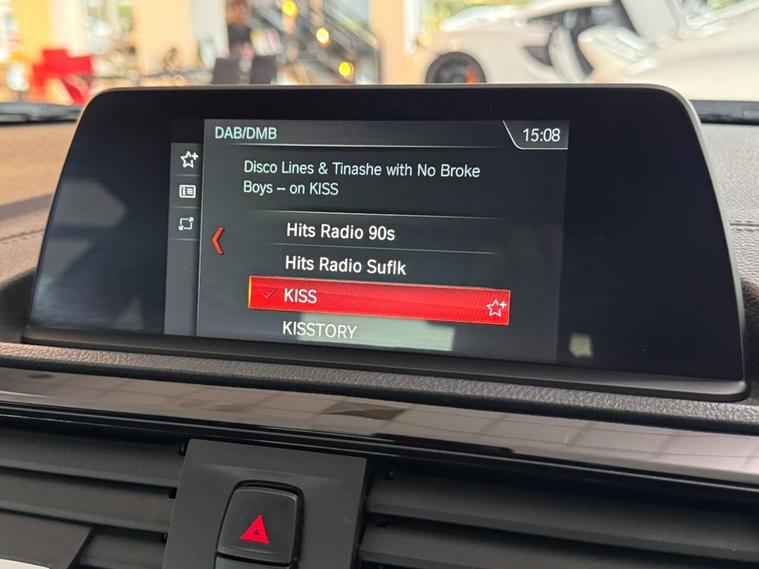 DAB/DMB
15:08
Disco Lines & Tinashe with No Broke
Boys -- on KISS
Hits Radio 90s
Hits Radio Suflk
KISS
KISSTORY